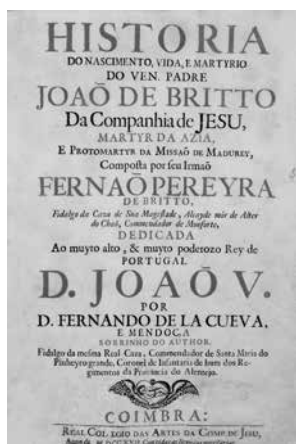 HISTORIA
DO NASCIMENTO, VIDA, E MARTYRIO
DO VEN. PADRE
JOAÕ DE BRITTO
Da Companhia de JESU,
MARTYR DA AZIA,
E PROTOMARTYR DA MISSAÕ DE MADUREY,
Composta por seu Irmaõ
FERNAÕ PEREYRA
DE BRITTO,
Fidalgo da Caza de Sua Magestade, Alcayde mór de Alter
do Chaõ, Commendador de Monforte,
DEDICADA
Ao muyto alto, & muyto poderozo Rey de
PORTUGAL
D. JOAÕ V.
POR
D. FERNANDO DE LA CUEVA,
E MENDOÇA
SOBRINHO DO AUTHOR,
Fidalgo da mesma Real Caza, Commendador de Santa Maria do
Pinheyro grande, Coronel de Infantaria de hum dos Re-
gimentos da Provincia do Alentejo.
COIMBRA:
REAL COLLEGIO DAS ARTES DA COMP. DE JESU,